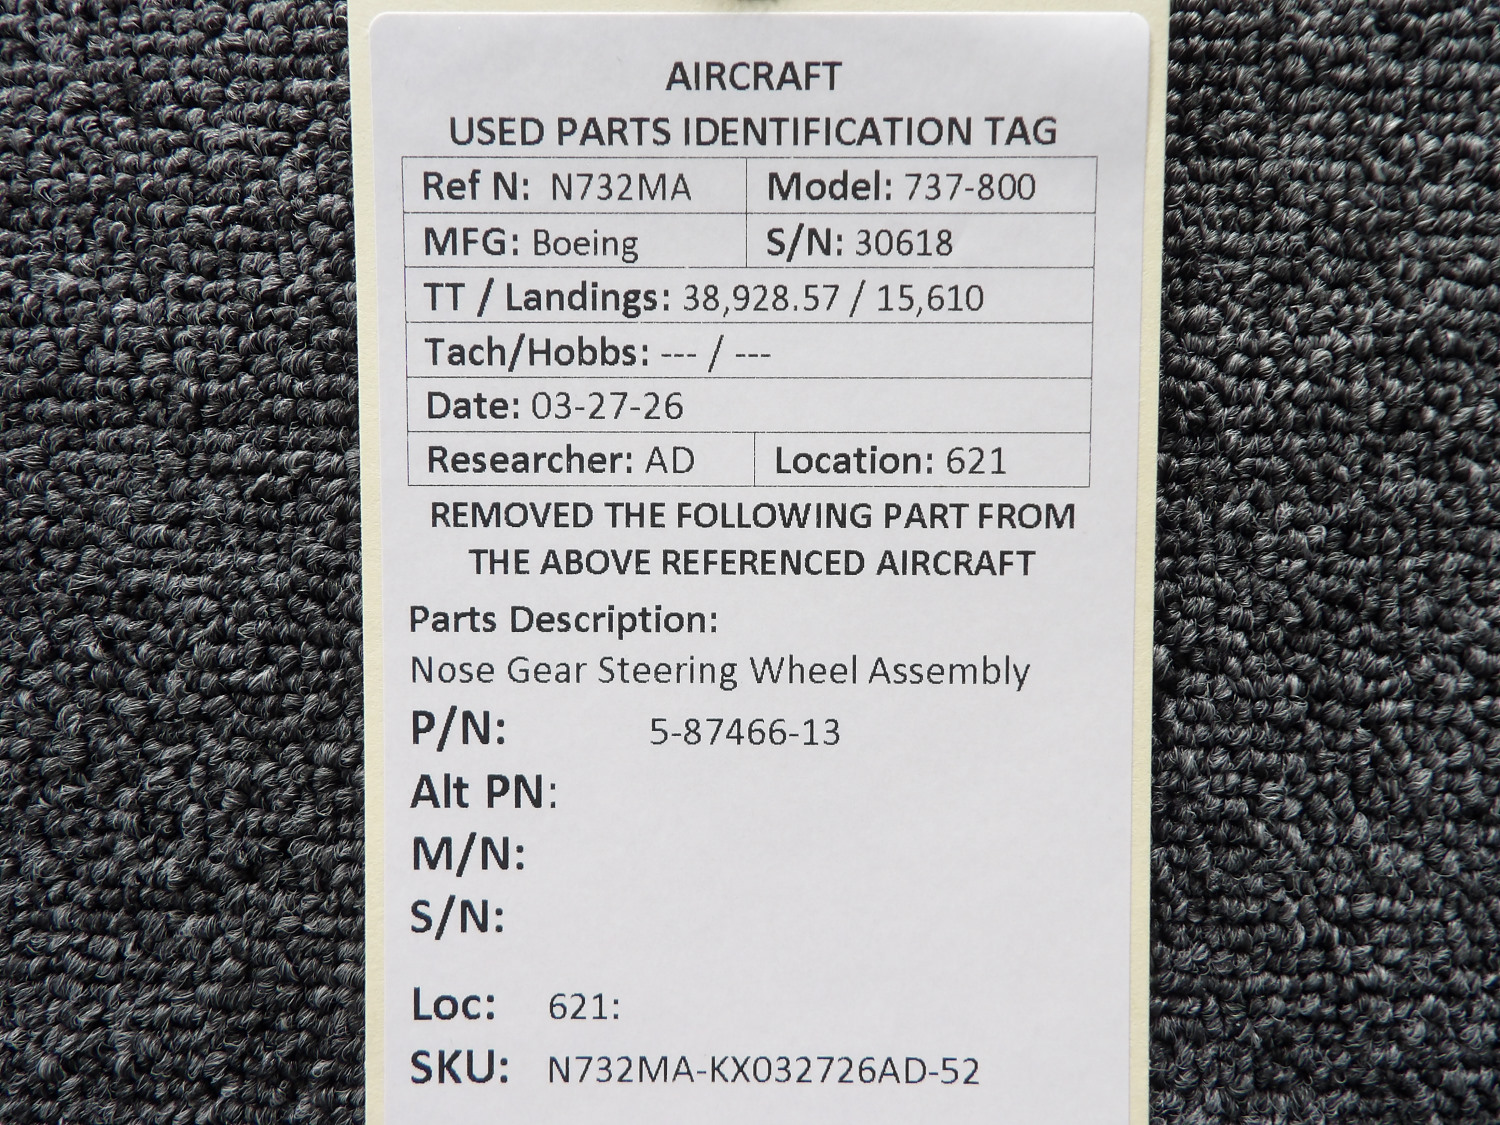 AIRCRAFT
USED PARTS IDENTIFICATION TAG
Ref N: N732MA Model: 737-800
MFG: Boeing S/N: 30618
TT / Landings: 38,928.57 / 15,610
Tach/Hobbs: --- / ---
Date: 03-27-26
Researcher: AD Location: 621
REMOVED THE FOLLOWING PART FROM
THE ABOVE REFERENCED AIRCRAFT
Parts Description:
Nose Gear Steering Wheel Assembly
P/N: 5-87466-13
Alt PN:
M/N:
S/N:
Loc: 621:
SKU: N732MA-KX032726AD-52